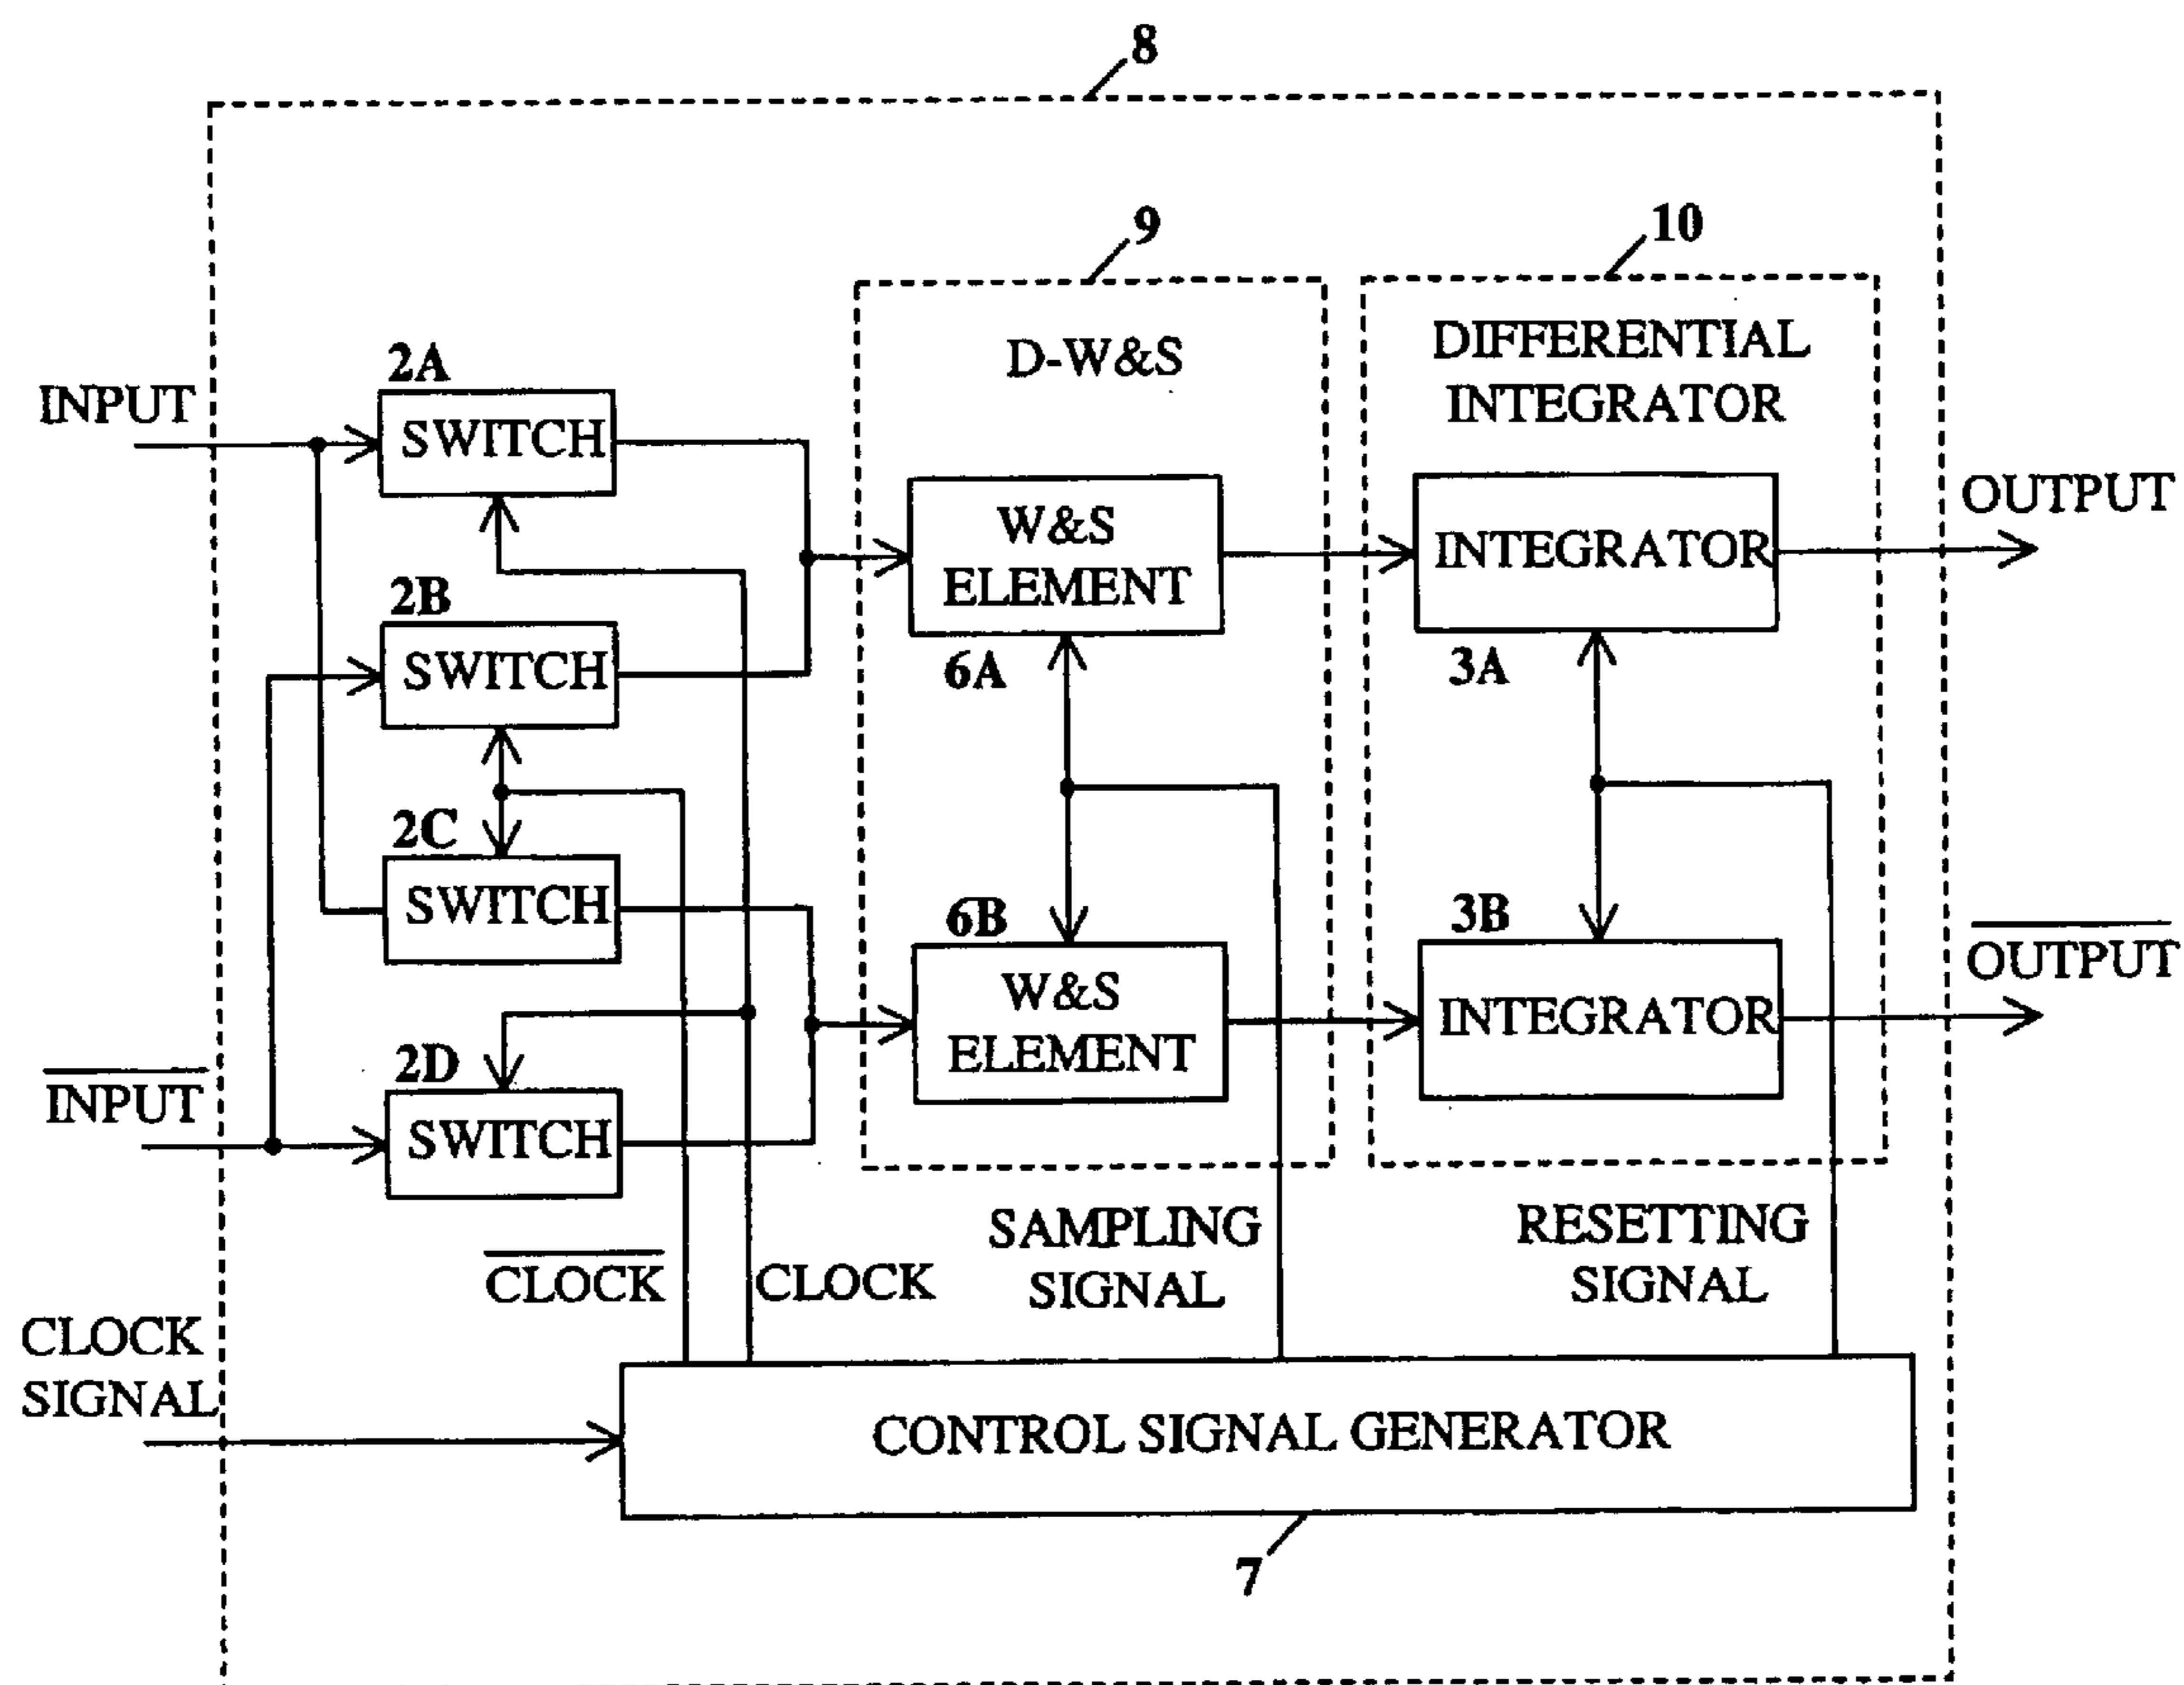 8
9
10
D-W&S
DIFFERENTIAL
INTEGRATOR
INPUT
2A
SWITCH
W&S
ELEMENT
6A
INTEGRATOR
3A
OUTPUT
2B
SWITCH
2C
SWITCH
6B
W&S
ELEMENT
3B
INTEGRATOR
OUTPUT
INPUT
2D
SWITCH
CLOCK
CLOCK
SAMPLING
SIGNAL
RESETTING
SIGNAL
CLOCK
SIGNAL
CONTROL SIGNAL GENERATOR
7